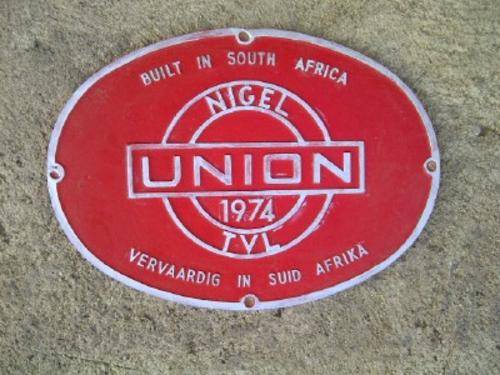 BUILT IN SOUTH AFRICA
NIGEL
UNION
1974
TVL
VERVAARDIG IN SUID AFRIKA